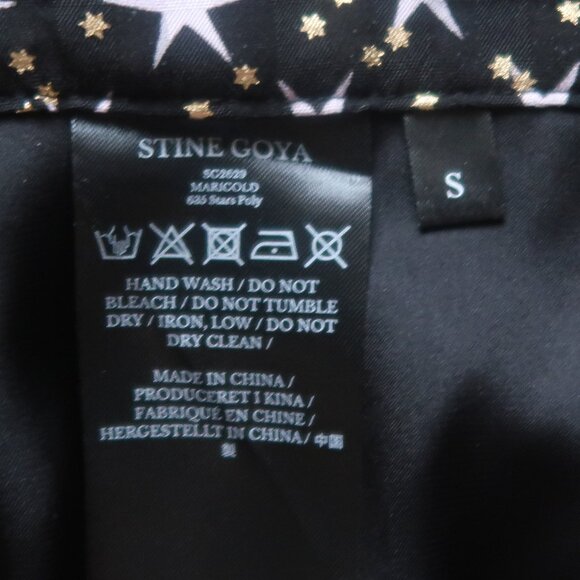 STINE GOYA
SG2629
MARIGOLD
635 Stars Poly
HAND WASH / DO NOT
BLEACH / DO NOT TUMBLE
DRY / IRON, LOW / DO NOT
DRY CLEAN /
MADE IN CHINA /
PRODUCERET I KINA /
FABRIQUÉ EN CHINE /
HERGESTELLT IN CHINA/ 中国
製
S